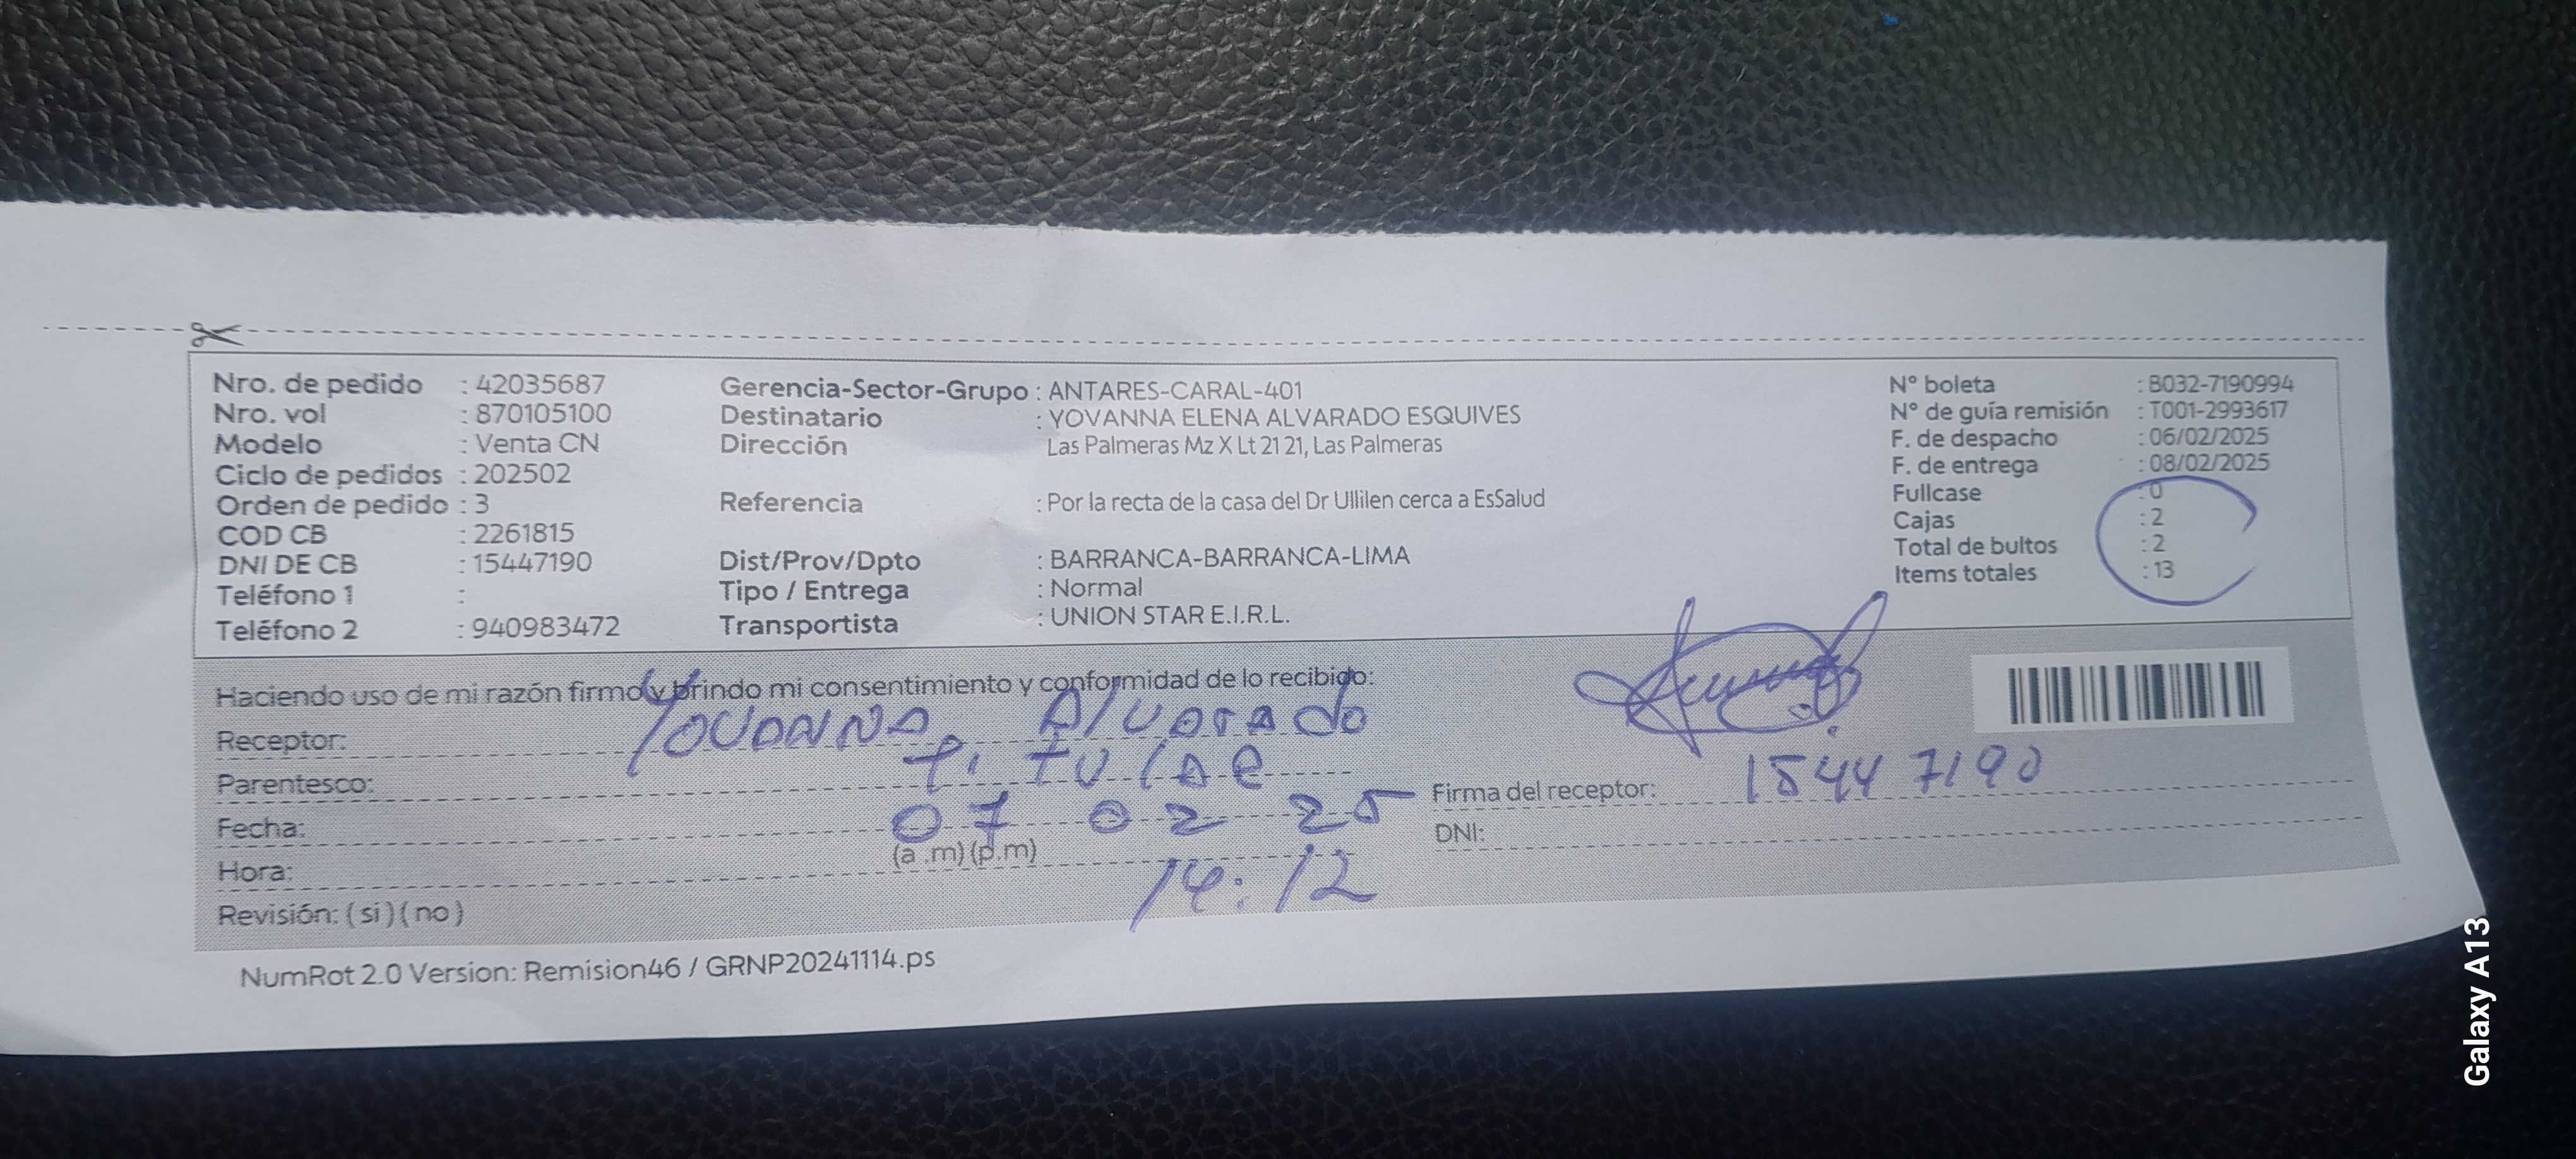 Nro. de pedido : 42035687
Nro. vol : 870105100
Modelo : Venta CN
Ciclo de pedidos : 202502
Orden de pedido : 3
COD CB : 2261815
DNI DE CB : 15447190
Teléfono 1 :
Teléfono 2 : 940983472
Gerencia-Sector-Grupo : ANTARES-CARAL-401
Destinatario : YOVANNA ELENA ALVARADO ESQUIVES
Dirección Las Palmeras Mz X Lt 21 21, Las Palmeras
Referencia : Por la recta de la casa del Dr Ullilen cerca a EsSalud
Dist/Prov/Dpto : BARRANCA-BARRANCA-LIMA
Tipo / Entrega : Normal
Transportista : UNION STAR E.I.R.L.
N° boleta : B032-7190994
N° de guía remisión : T001-2993617
F. de despacho : 06/02/2025
F. de entrega : 08/02/2025
Fullcase : 0
Cajas : 2
Total de bultos : 2
Items totales : 13
Haciendo uso de mi razón firmo y brindo mi consentimiento y conformidad de lo recibido:
Receptor: Yovanna Alvarado
Parentesco: Titular
Fecha: 07 02 25
Hora: (a .m) (p.m) 14:12
Revisión: ( si ) ( no )
Firma del receptor: 15447190
DNI:
NumRot 2.0 Version: Remision46 / GRNP20241114.ps
Galaxy A13